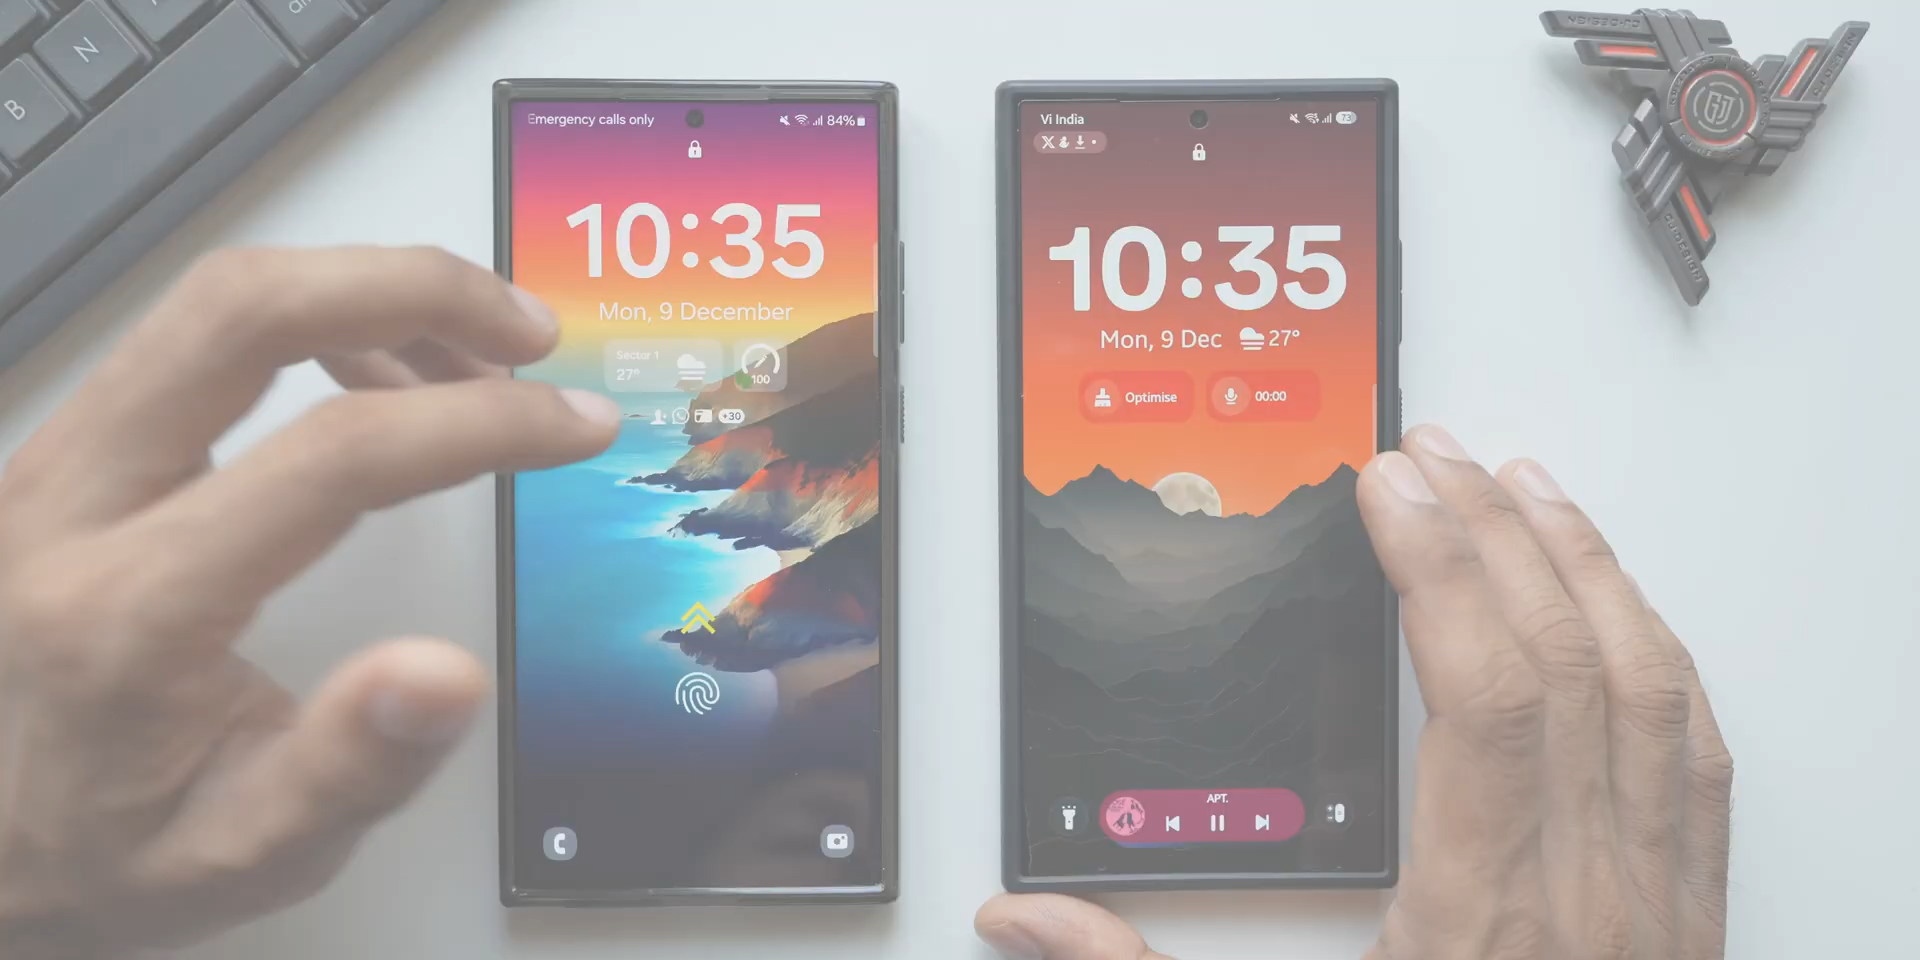 N
B
Emergency calls only
84%
10:35
Mon, 9 December
Sector 1
27°
100
+30
Vi India
73
10:35
Mon, 9 Dec 27°
Optimise
00:00
APT.